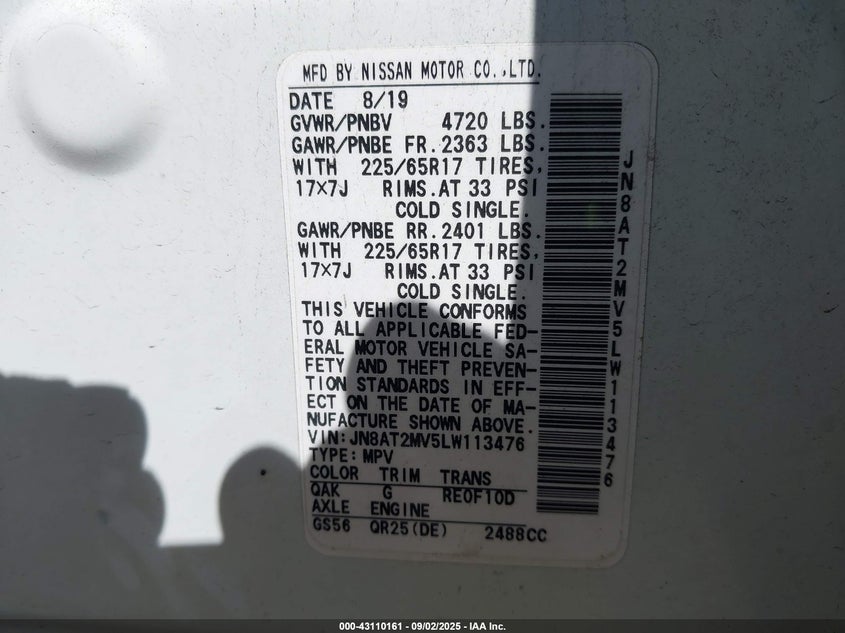 MFD BY NISSAN MOTOR CO.,LTD.
DATE 8/19
GVWR/PNBV 4720 LBS.
GAWR/PNBE FR. 2363 LBS.
WITH 225/65R17 TIRES,
17×7J RIMS. AT 33 PSI
COLD SINGLE.
GAWR/PNBE RR. 2401 LBS.
WITH 225/65R17 TIRES,
17×7J RIMS. AT 33 PSI
COLD SINGLE.
THIS VEHICLE CONFORMS
TO ALL APPLICABLE FED-
ERAL MOTOR VEHICLE SA-
FETY AND THEFT PREVEN-
TION STANDARDS IN EFF-
ECT ON THE DATE OF MA-
NUFACTURE SHOWN ABOVE.
VIN: JN8AT2MV5LW113476
TYPE: MPV
COLOR TRIM TRANS
QAK G RE0F10D
AXLE ENGINE
GS56 QR25(DE) 2488CC
JN8AT2MV5LW113476
000-43110161 - 09/02/2025 - IAA Inc.